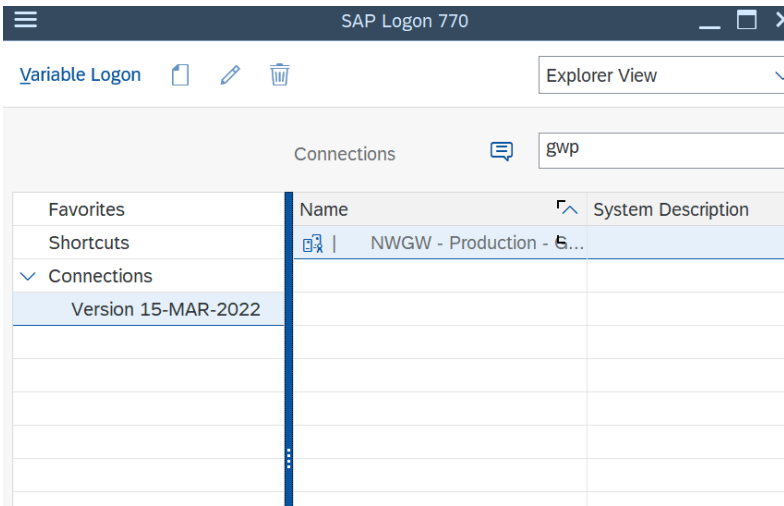 SAP Logon 770
Variable Logon
Explorer View
Connections
gwp
Favorites
Name
System Description
Shortcuts
| NWGW - Production - G...
Connections
Version 15-MAR-2022